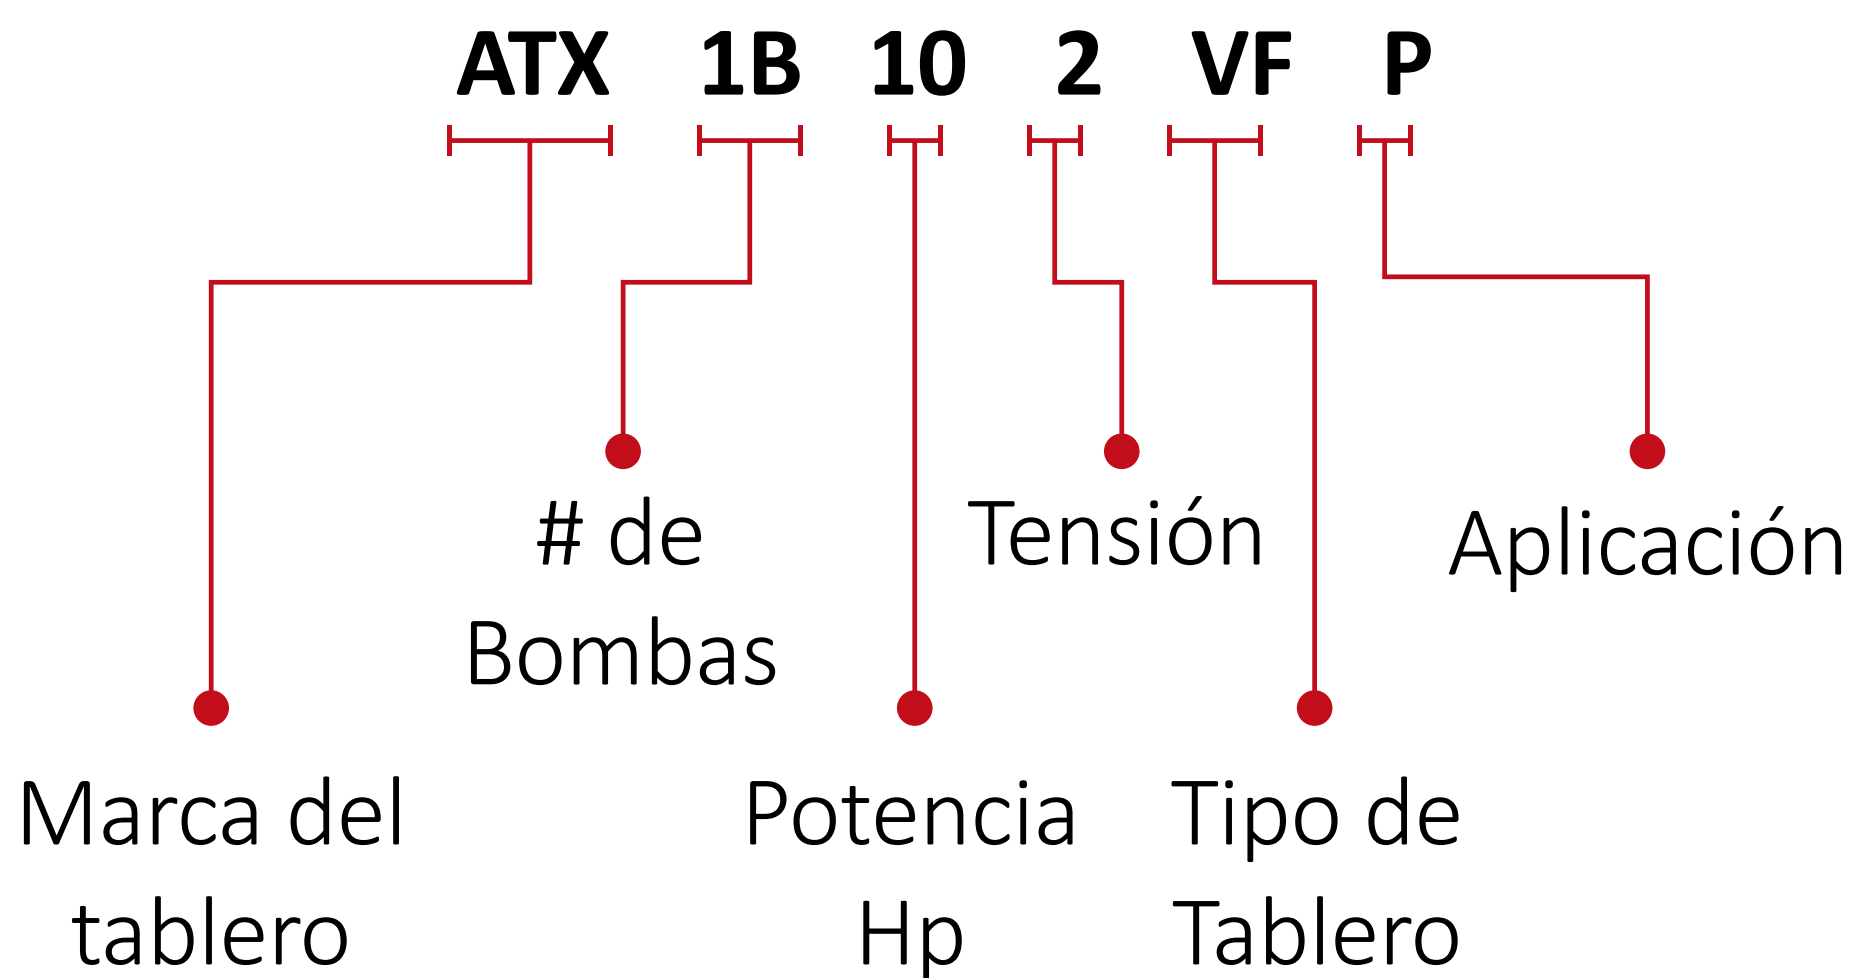 ATX 1B 10 2 VF P
# de
Bombas
Tensión
Aplicación
Marca del
tablero
Potencia
Hp
Tipo de
Tablero